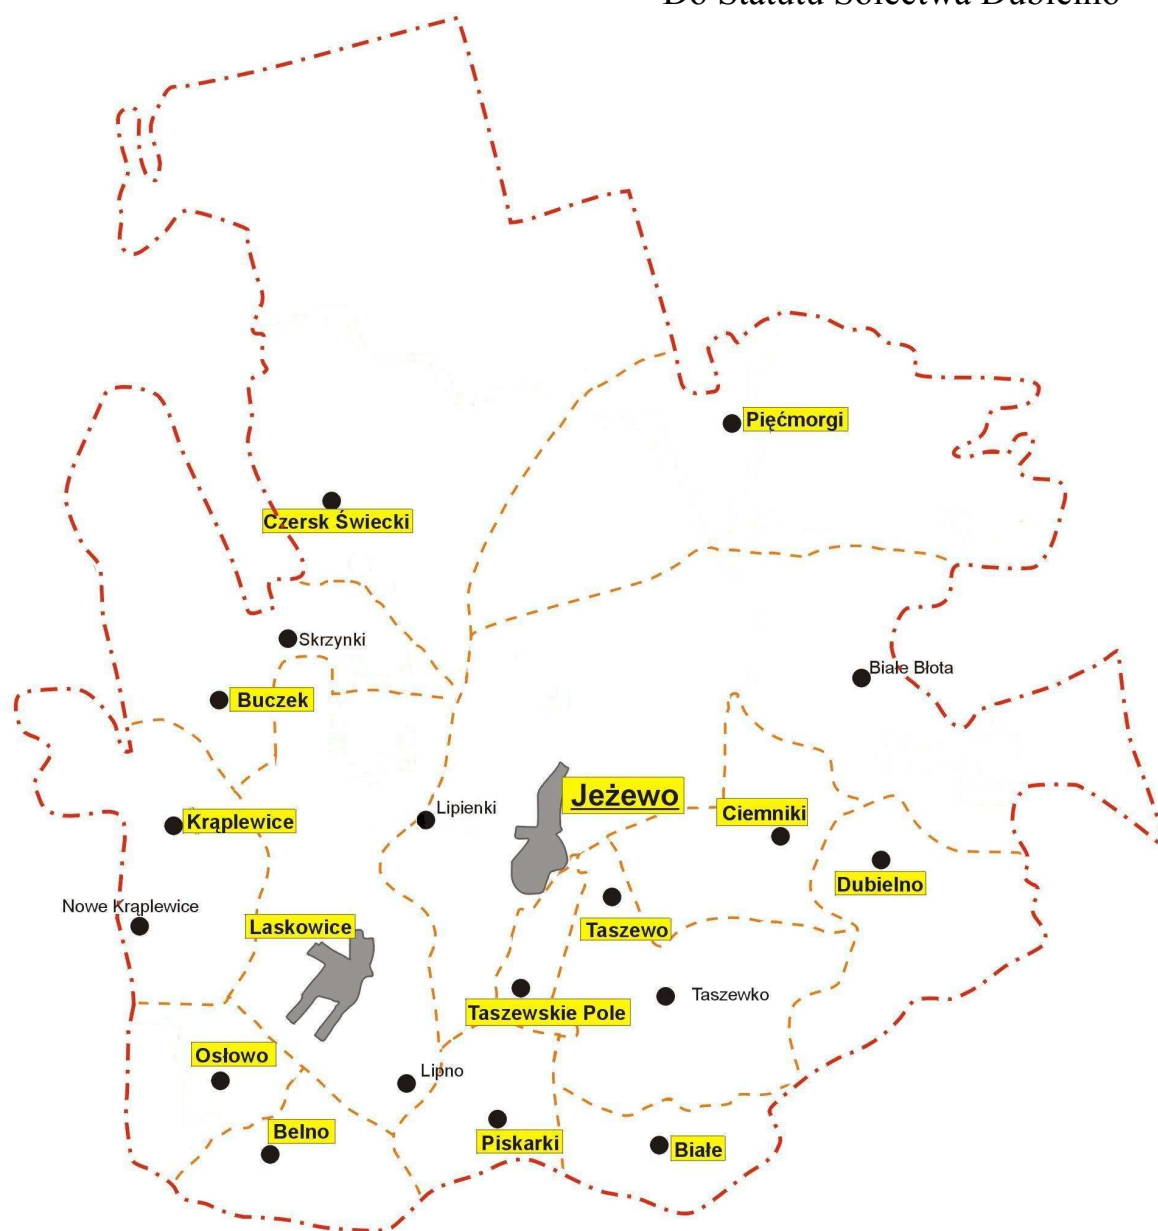 Do Statutu Sołectwa Dubielno
Pięćmorgi
Czersk Świecki
Skrzynki
Białe Błota
Buczek
Jeżewo
Lipienki
Ciemniki
Krąplewice
Dubielno
Nowe Krąplewice
Laskowice
Taszewo
Taszewko
Taszewskie Pole
Osłowo
Lipno
Belno
Piskarki
Białe